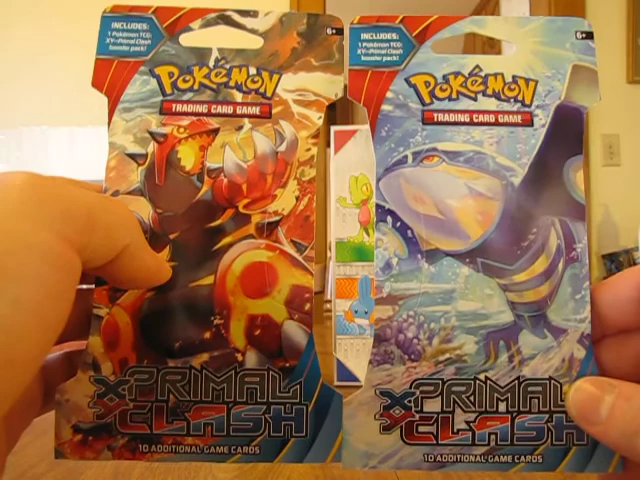 INCLUDES:
1 Pokémon TCG:
XY—Primal Clash
booster pack!
6+
POKéMON
TRADING CARD GAME
XY PRIMAL
CLASH
10 ADDITIONAL GAME CARDS
INCLUDES:
1 Pokémon TCG:
XY—Primal Clash
booster pack!
6+
POKéMON
TRADING CARD GAME
XY PRIMAL
CLASH
10 ADDITIONAL GAME CARDS